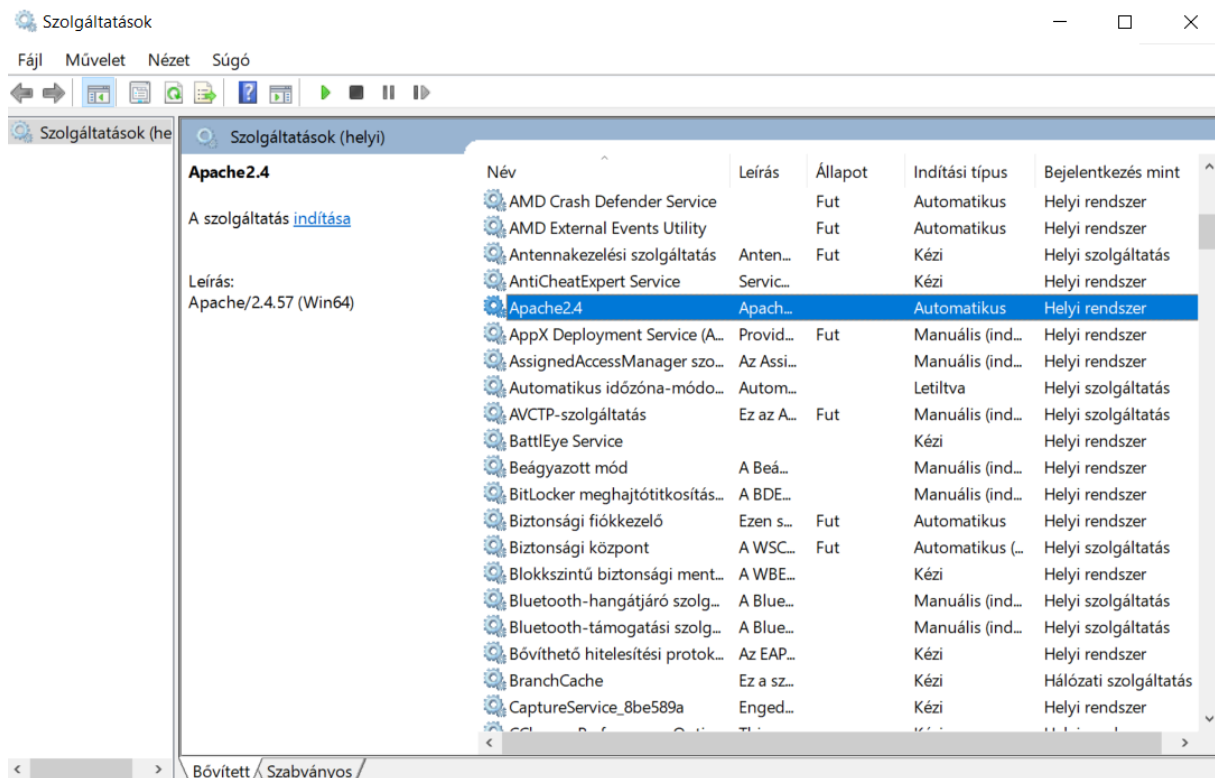 Szolgáltatások
Fájl Művelet Nézet Súgó
Szolgáltatások (he
Szolgáltatások (helyi)
Apache2.4
A szolgáltatás indítása
Leírás:
Apache/2.4.57 (Win64)
Név Leírás Állapot Indítási típus Bejelentkezés mint
AMD Crash Defender Service Fut Automatikus Helyi rendszer
AMD External Events Utility Fut Automatikus Helyi rendszer
Antennakezelési szolgáltatás Anten... Fut Kézi Helyi szolgáltatás
AntiCheatExpert Service Servic... Kézi Helyi rendszer
Apache2.4 Apach... Automatikus Helyi rendszer
AppX Deployment Service (A... Provid... Fut Manuális (ind... Helyi rendszer
AssignedAccessManager szo... Az Assi... Manuális (ind... Helyi rendszer
Automatikus időzóna-módo... Autom... Letiltva Helyi szolgáltatás
AVCTP-szolgáltatás Ez az A... Fut Manuális (ind... Helyi szolgáltatás
BattlEye Service Kézi Helyi rendszer
Beágyazott mód A Beá... Manuális (ind... Helyi rendszer
BitLocker meghajtótitkosítás... A BDE... Manuális (ind... Helyi rendszer
Biztonsági fiókkezelő Ezen s... Fut Automatikus Helyi rendszer
Biztonsági központ A WSC... Fut Automatikus (... Helyi szolgáltatás
Blokkszintű biztonsági ment... A WBE... Kézi Helyi rendszer
Bluetooth-hangátjáró szolg... A Blue... Manuális (ind... Helyi szolgáltatás
Bluetooth-támogatási szolg... A Blue... Manuális (ind... Helyi szolgáltatás
Bővíthető hitelesítési protok... Az EAP... Kézi Helyi rendszer
BranchCache Ez a sz... Kézi Hálózati szolgáltatás
CaptureService_8be589a Enged... Kézi Helyi rendszer
Bővített Szabványos